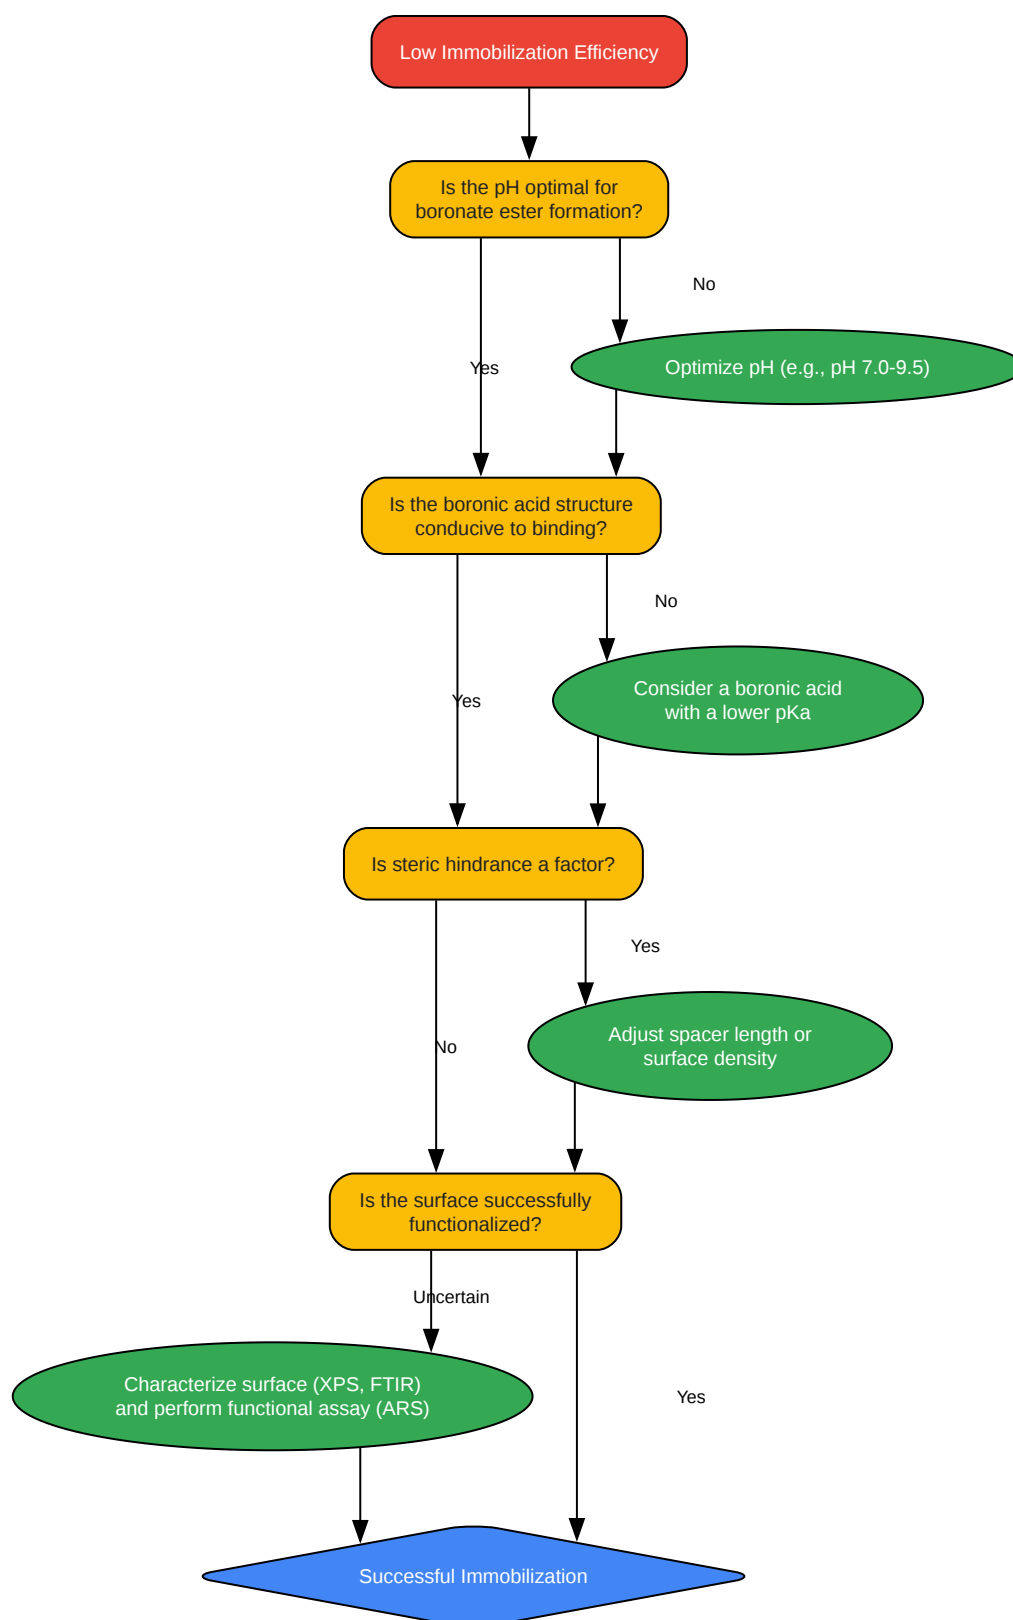 Low Immobilization Efficiency
Is the pH optimal for
boronate ester formation?
No
Yes
Optimize pH (e.g., pH 7.0-9.5)
Is the boronic acid structure
conducive to binding?
No
Yes
Consider a boronic acid
with a lower pKa
Is steric hindrance a factor?
Yes
No
Adjust spacer length or
surface density
Is the surface successfully
functionalized?
Uncertain
Yes
Characterize surface (XPS, FTIR)
and perform functional assay (ARS)
Successful Immobilization